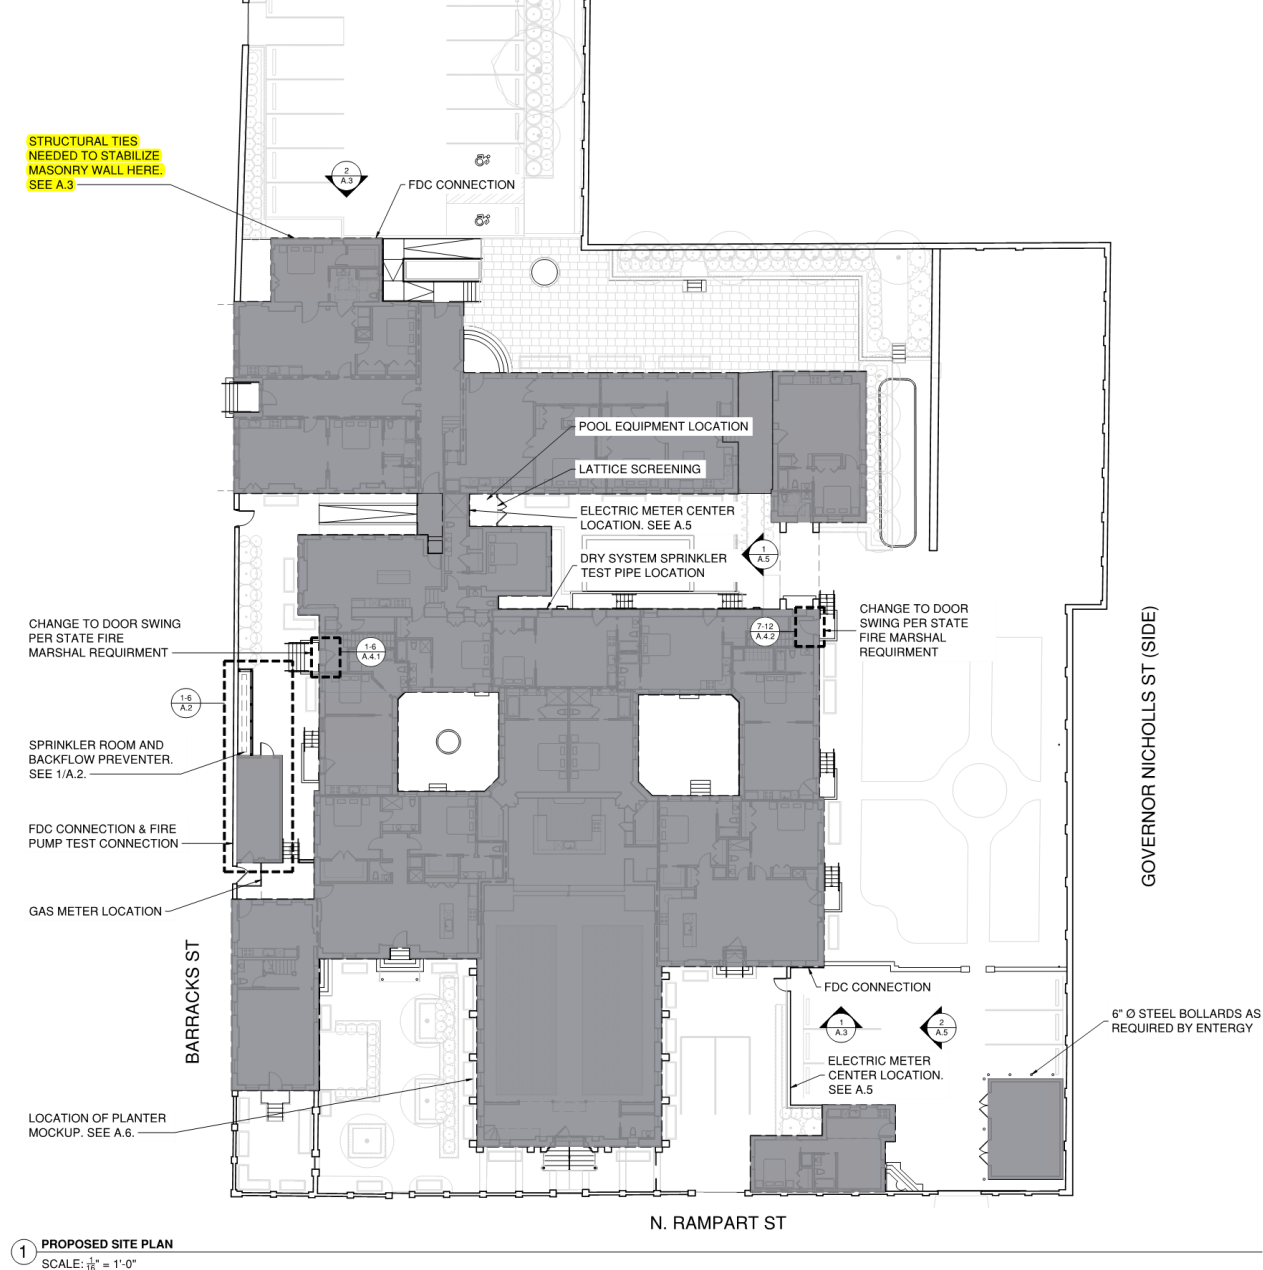 STRUCTURAL TIES
NEEDED TO STABILIZE
MASONRY WALL HERE.
SEE A.3
2
A.3
FDC CONNECTION
POOL EQUIPMENT LOCATION
LATTICE SCREENING
ELECTRIC METER CENTER
LOCATION. SEE A.5
DRY SYSTEM SPRINKLER
TEST PIPE LOCATION
1
A.5
CHANGE TO DOOR SWING
PER STATE FIRE
MARSHAL REQUIRMENT
1-6
A.4.1
7-12
A.4.2
CHANGE TO DOOR
SWING PER STATE
FIRE MARSHAL
REQUIRMENT
1-6
A.2
SPRINKLER ROOM AND
BACKFLOW PREVENTER.
SEE 1/A.2.
FDC CONNECTION & FIRE
PUMP TEST CONNECTION
GAS METER LOCATION
BARRACKS ST
GOVERNOR NICHOLLS ST (SIDE)
FDC CONNECTION
1
A.3
2
A.5
6" Ø STEEL BOLLARDS AS
REQUIRED BY ENTERGY
ELECTRIC METER
CENTER LOCATION.
SEE A.5
LOCATION OF PLANTER
MOCKUP. SEE A.6.
N. RAMPART ST
1
PROPOSED SITE PLAN
SCALE: 1/16" = 1'-0"